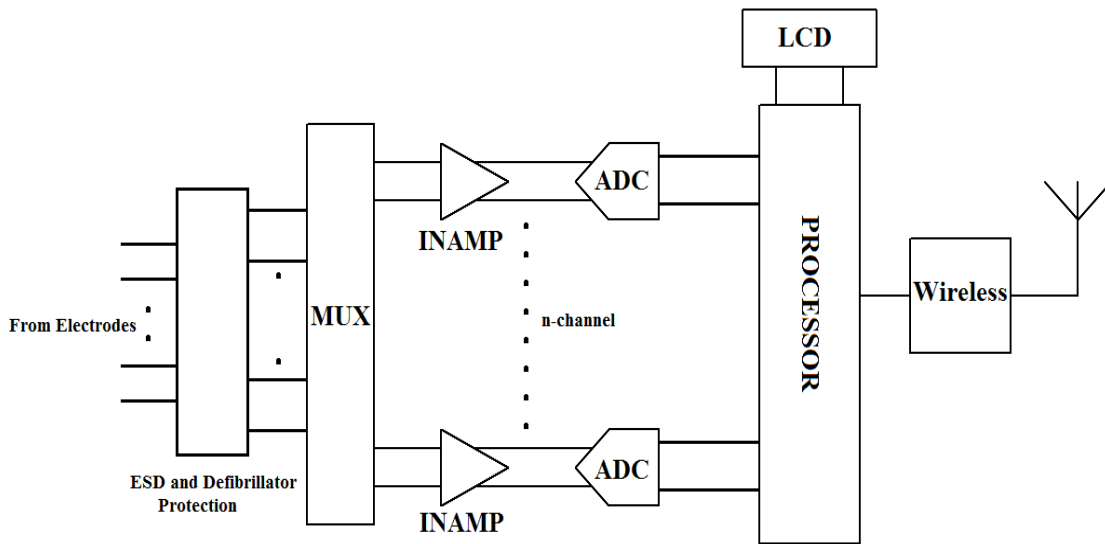 LCD
ADC
INAMP
PROCESSOR
Wireless
MUX
n-channel
From Electrodes
ADC
ESD and Defibrillator
Protection
INAMP